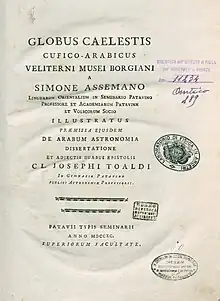 GLOBUS CAELESTIS
CUFICO-ARABICUS
VELITERNI MUSEI BORGIANI
A
SIMONE ASSEMANO
LINGUARUM ORIENTALIUM IN SEMINARIO PATAVINO
PROFESSORE ET ACADEMIARUM PATAVINAE
ET VOLSCORUM SOCIO
ILLUSTRATUS
PRAEMISSA EJUSDEM
DE ARABUM ASTRONOMIA
DISSERTATIONE
ET ADJECTIS DUABUS EPISTOLIS
CL. JOSEPHI TOALDI
IN GYMNASIO PATAVINO
PUBLICI ASTRONOMIAE PROFESSORIS.
PATAVII TYPIS SEMINARII
ANNO MDCCXC.
SUPERIORUM FACULTATE.